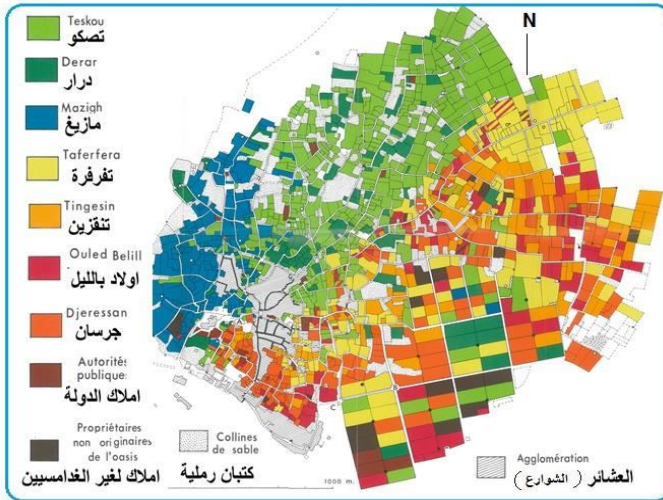 N
Teskou
تصكو
Derar
درار
Mazigh
مازيغ
Taferfera
تفرفرة
Tingesin
تنقزين
Ouled Belill
اولاد بالليل
Djeressan
جرسان
Autorités
publique:
املاك الدولة
Propriétaires
non originaires
de l'oasis
املاك لغير الغدامسيين
Collines
de sable
كثبان رملية
1000 m.
Agglomération
العشائر ( الشوارع )